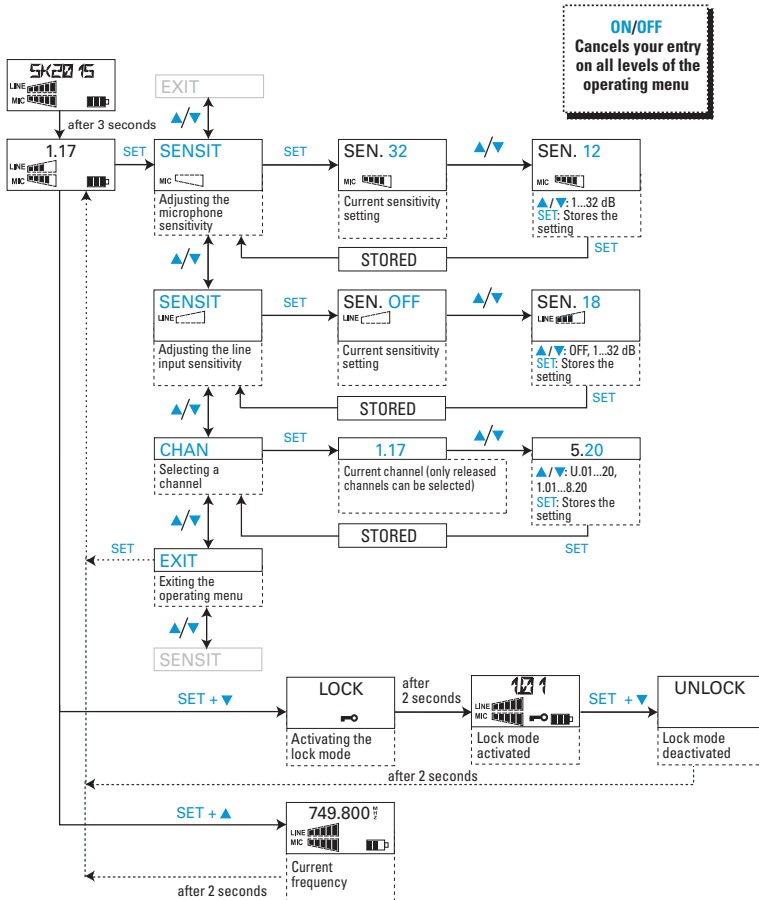 ON/OFF
Cancels your entry
on all levels of the
operating menu
SK20 15
LINE
MIC
after 3 seconds
EXIT
▲/▼
1.17
LINE
MIC
SET
SENSIT
MIC
Adjusting the
microphone
sensitivity
SET
SEN. 32
MIC
Current sensitivity
setting
▲/▼
SEN. 12
MIC
▲/▼: 1...32 dB
SET: Stores the
setting
SET
STORED
▲/▼
SENSIT
LINE
Adjusting the line
input sensitivity
SET
SEN. OFF
LINE
Current sensitivity
setting
▲/▼
SEN. 18
LINE
▲/▼: OFF, 1...32 dB
SET: Stores the
setting
SET
STORED
▲/▼
CHAN
Selecting a
channel
SET
1.17
Current channel (only released
channels can be selected)
▲/▼
5.20
▲/▼: U.01...20,
1.01...8.20
SET: Stores the
setting
SET
STORED
▲/▼
SET
EXIT
Exiting the
operating menu
▲/▼
SENSIT
SET + ▼
LOCK
Activating the
lock mode
after
2 seconds
1.01
LINE
MIC
Lock mode
activated
SET + ▼
UNLOCK
Lock mode
deactivated
after 2 seconds
SET + ▲
749.800 MHz
LINE
MIC
Current
frequency
after 2 seconds